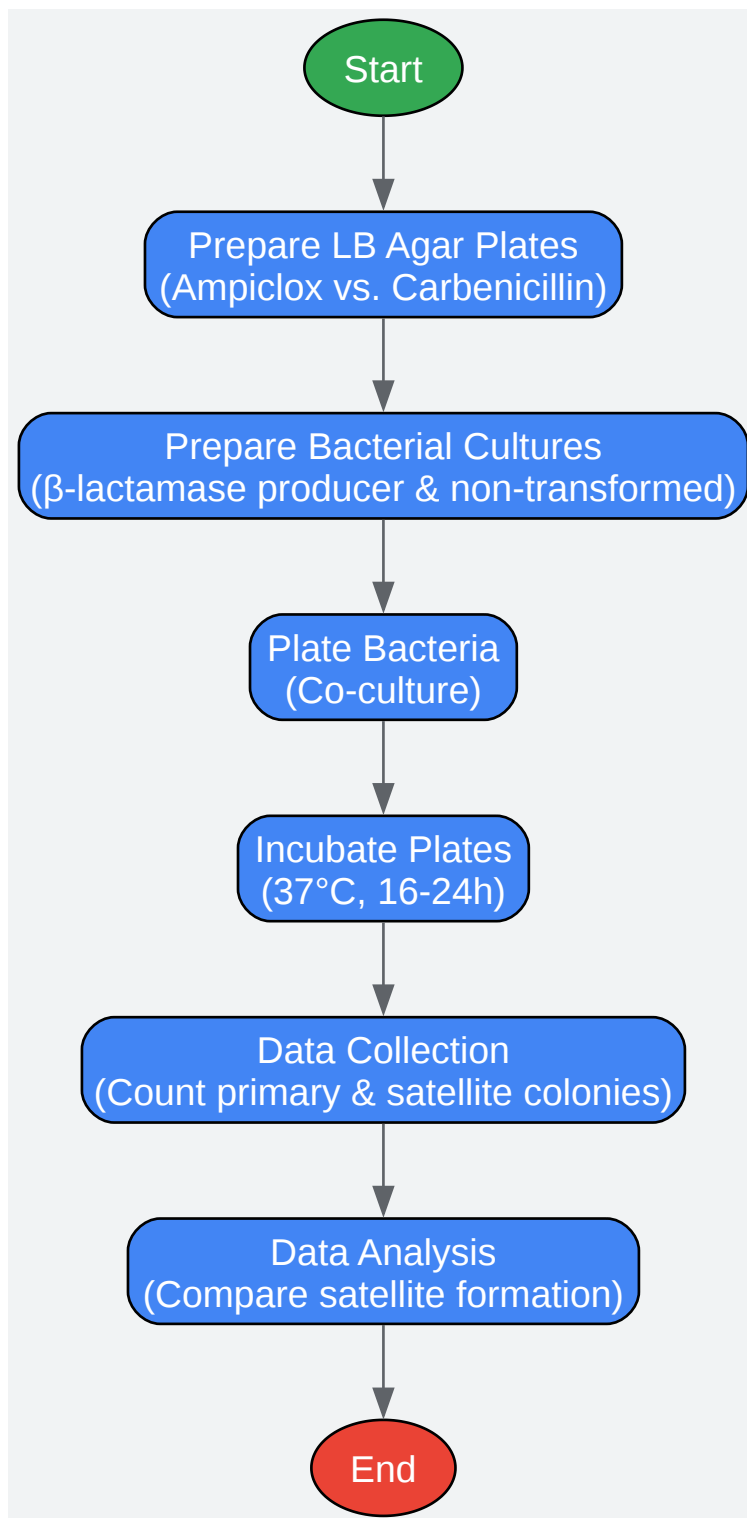 Start
Prepare LB Agar Plates
(Ampiclox vs. Carbenicillin)
Prepare Bacterial Cultures
(β-lactamase producer & non-transformed)
Plate Bacteria
(Co-culture)
Incubate Plates
(37°C, 16-24h)
Data Collection
(Count primary & satellite colonies)
Data Analysis
(Compare satellite formation)
End